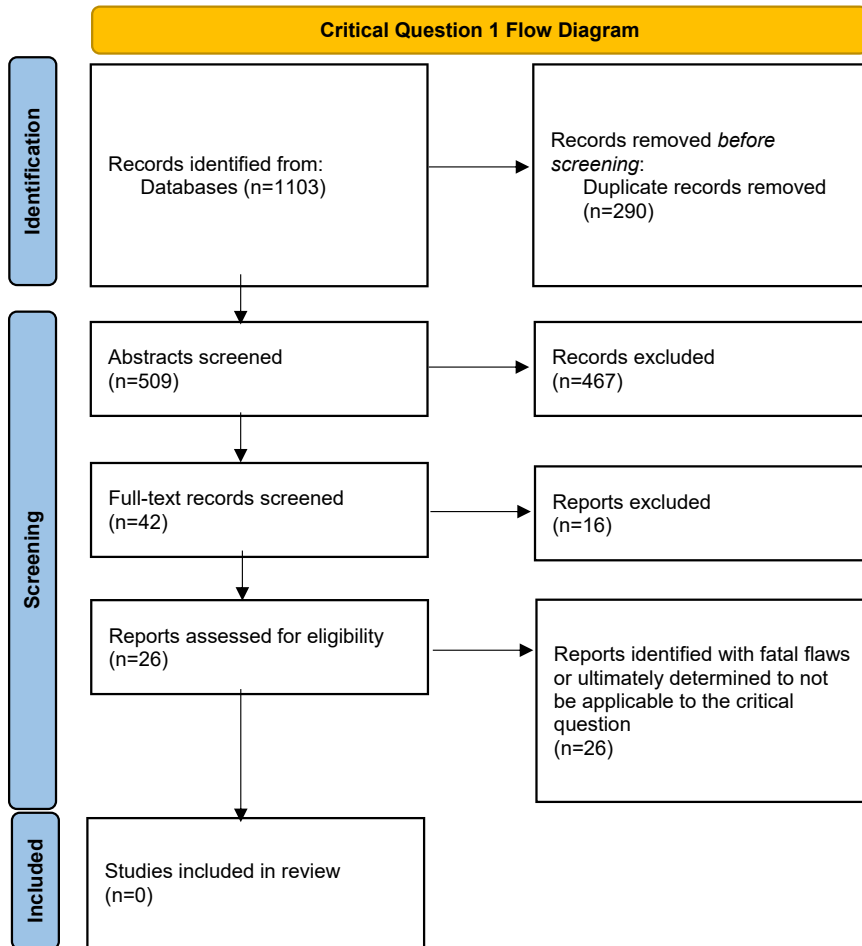 Critical Question 1 Flow Diagram
Identification
Records identified from:
Databases (n=1103)
Records removed before
screening:
Duplicate records removed
(n=290)
Screening
Abstracts screened
(n=509)
Records excluded
(n=467)
Full-text records screened
(n=42)
Reports excluded
(n=16)
Reports assessed for eligibility
(n=26)
Reports identified with fatal flaws
or ultimately determined to not
be applicable to the critical
question
(n=26)
Included
Studies included in review
(n=0)